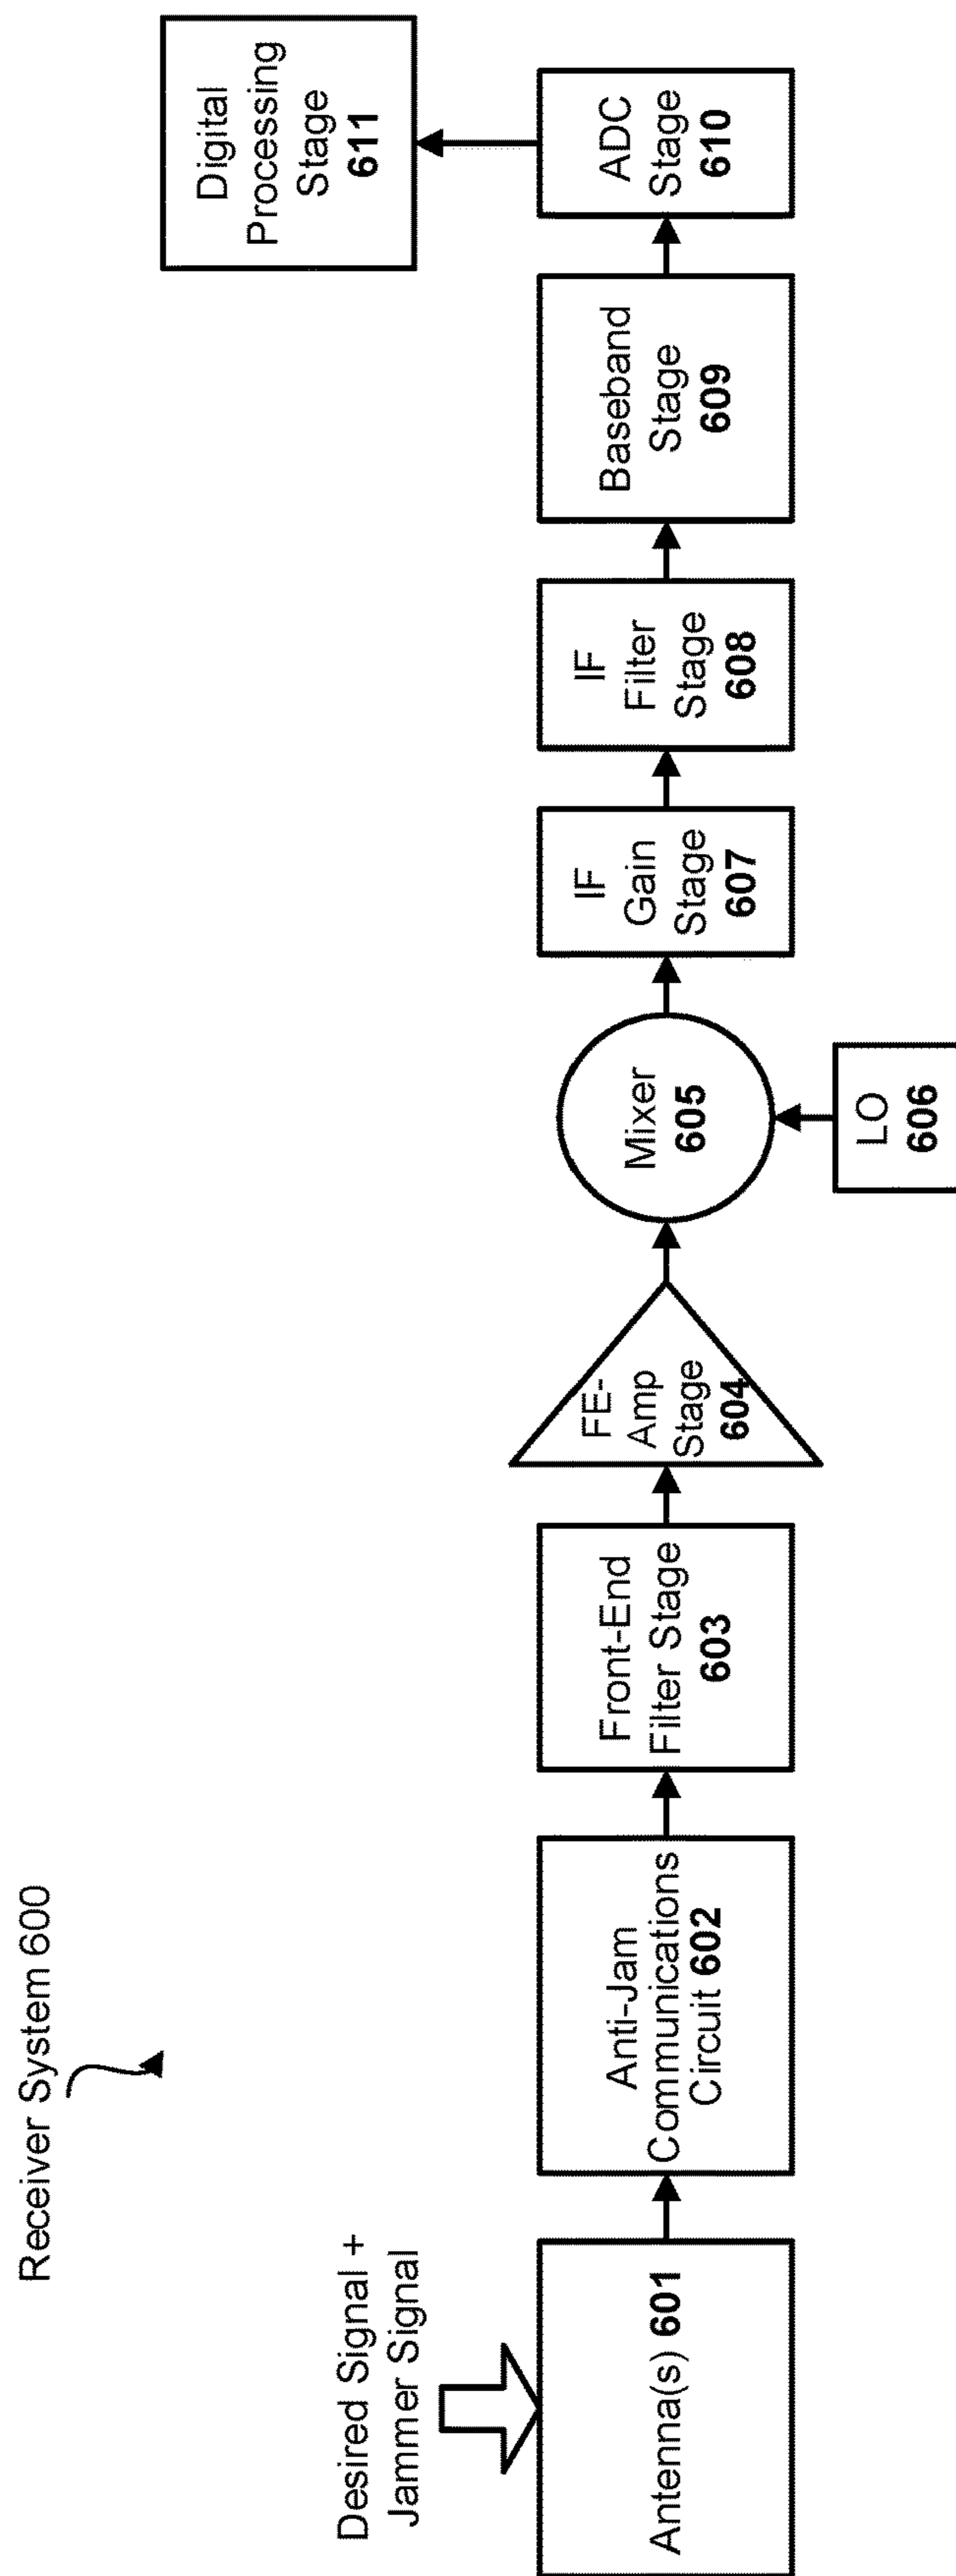 Receiver System 600
Desired Signal +
Jammer Signal
Antenna(s) 601
Anti-Jam
Communications
Circuit 602
Front-End
Filter Stage
603
FE-
Amp
Stage
604
Mixer
605
LO
606
IF
Gain
Stage
607
IF
Filter
Stage
608
Baseband
Stage
609
ADC
Stage
610
Digital
Processing
Stage
611